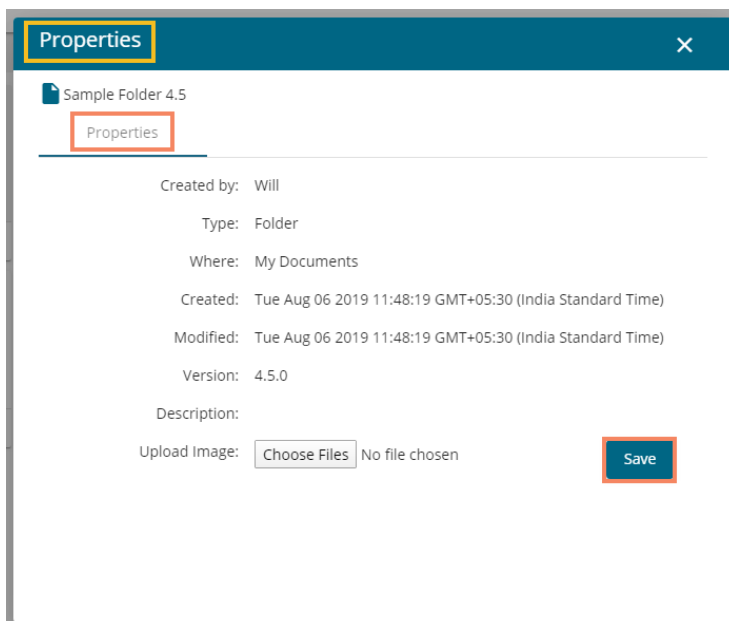 Properties
Sample Folder 4.5
Properties
Created by: Will
Type: Folder
Where: My Documents
Created: Tue Aug 06 2019 11:48:19 GMT+05:30 (India Standard Time)
Modified: Tue Aug 06 2019 11:48:19 GMT+05:30 (India Standard Time)
Version: 4.5.0
Description:
Upload Image: Choose Files No file chosen Save